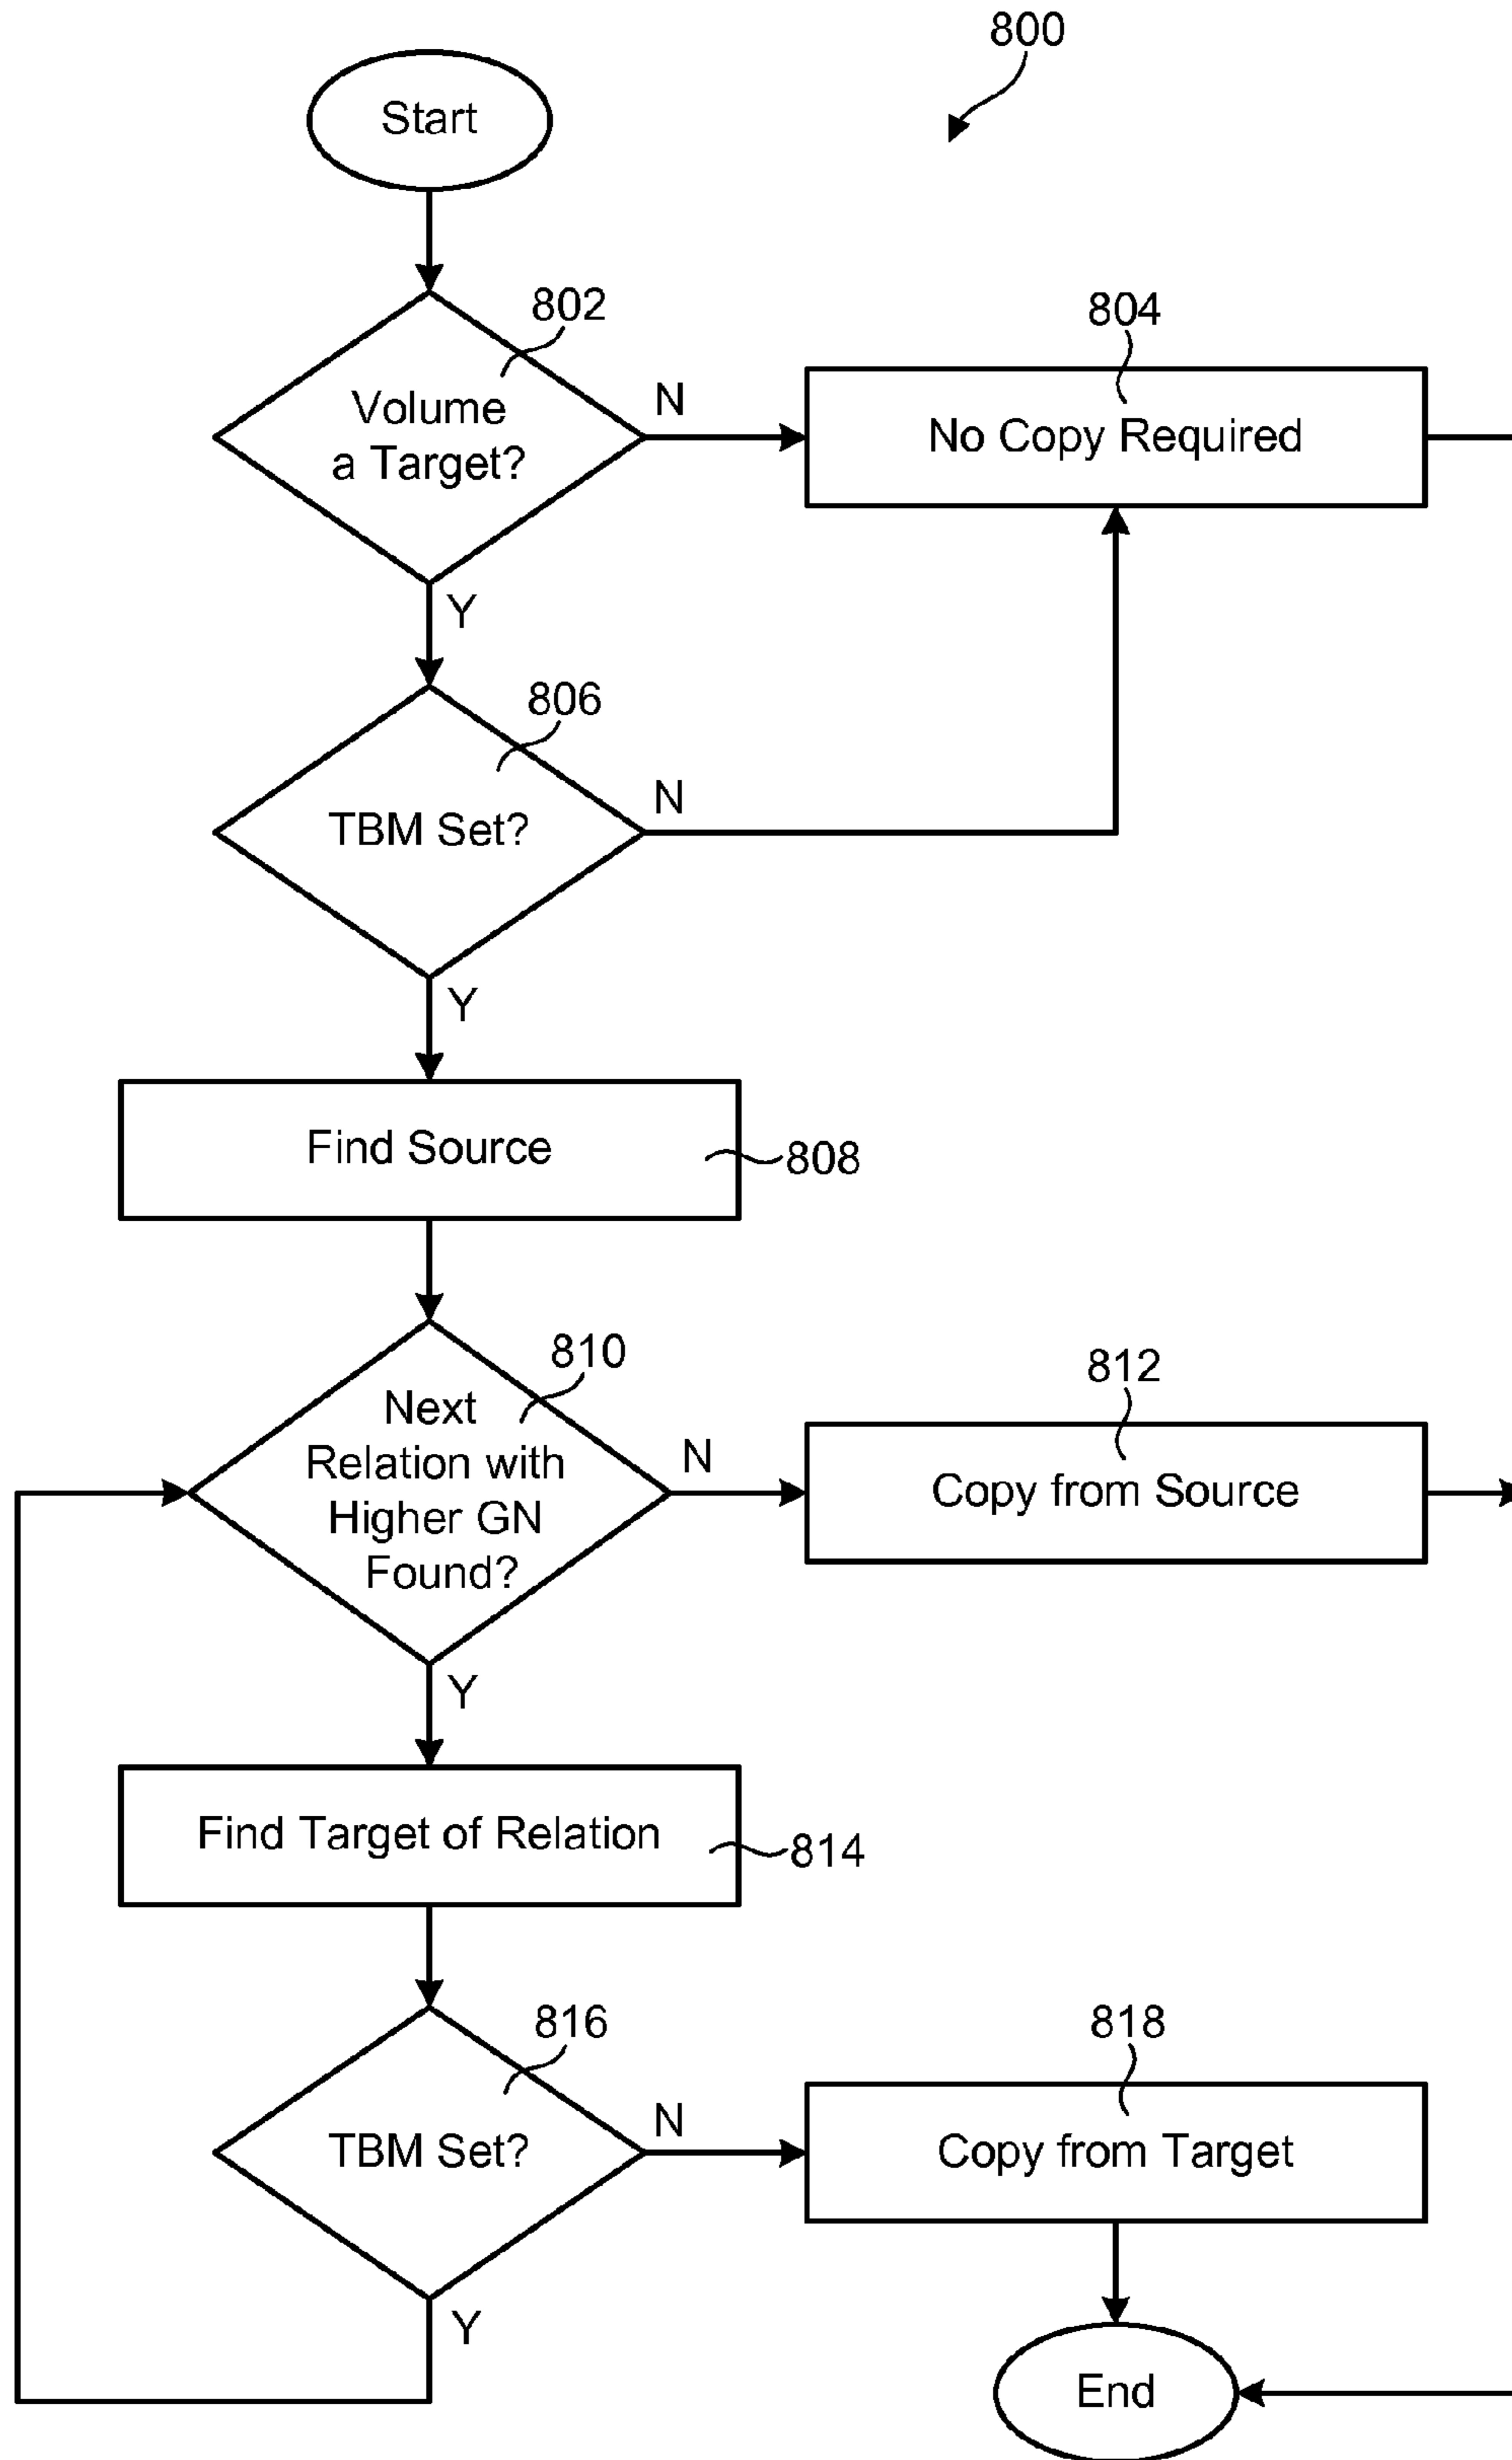 800
Start
802
Volume
a Target?
N
804
No Copy Required
Y
806
TBM Set?
N
Y
Find Source
808
810
Next
Relation with
Higher GN
Found?
N
812
Copy from Source
Y
Find Target of Relation
814
816
TBM Set?
N
818
Copy from Target
Y
End